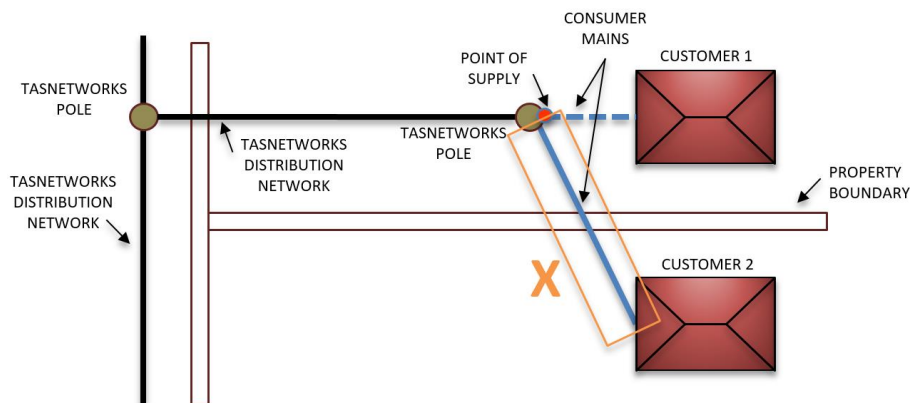 CONSUMER
MAINS
POINT OF
SUPPLY
CUSTOMER 1
TASNETWORKS
POLE
TASNETWORKS
POLE
TASNETWORKS
DISTRIBUTION
NETWORK
TASNETWORKS
DISTRIBUTION
NETWORK
PROPERTY
BOUNDARY
X
CUSTOMER 2